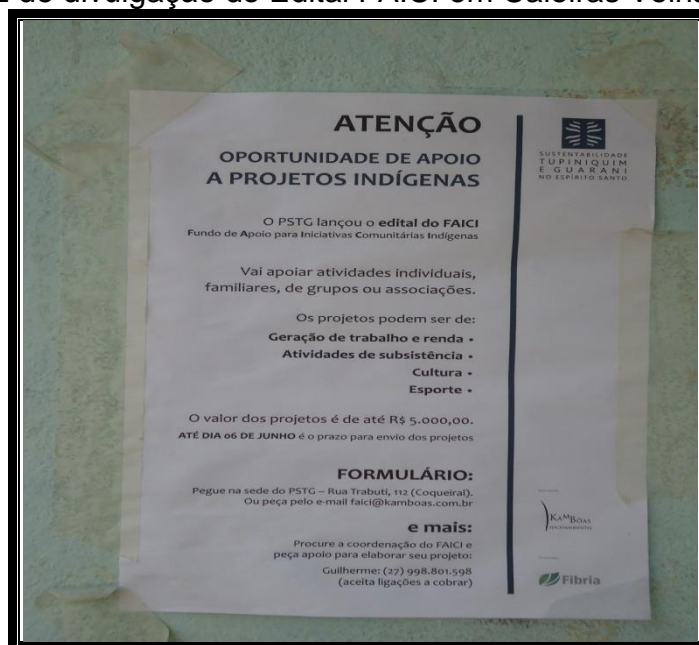 de divulgação do Edital FAICI em Caieiras Velha
ATENÇÃO
OPORTUNIDADE DE APOIO
A PROJETOS INDÍGENAS
O PSTG lançou o edital do FAICI
Fundo de Apoio para Iniciativas Comunitárias Indígenas
Vai apoiar atividades individuais,
familiares, de grupos ou associações.
Os projetos podem ser de:
Geração de trabalho e renda •
Atividades de subsistência •
Cultura •
Esporte •
O valor dos projetos é de até R$ 5.000,00.
ATÉ DIA 06 DE JUNHO é o prazo para envio dos projetos
FORMULÁRIO:
Pegue na sede do PSTG – Rua Trabuti, 112 (Coqueiral).
Ou peça pelo e-mail faici@kamboas.com.br
e mais:
Procure a coordenação do FAICI e
peça apoio para elaborar seu projeto:
Guilherme: (27) 998.801.598
(aceita ligações a cobrar)
SUSTENTABILIDADE
TUPINIQUIM
E GUARANI
NO ESPÍRITO SANTO
KAMBOAS
Fibria